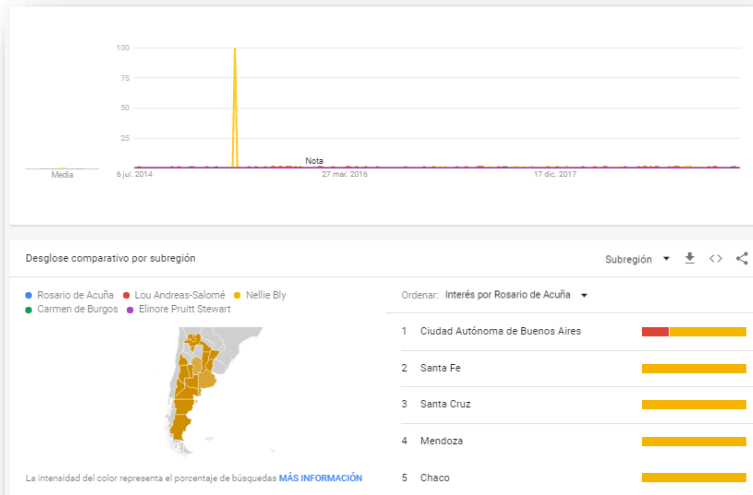 100
75
50
25
Nota
Media
6 jul. 2014
27 mar. 2016
17 dic. 2017
Desglose comparativo por subregión
Subregión
Rosario de Acuña
Lou Andreas-Salomé
Nellie Bly
Carmen de Burgos
Elinore Pruitt Stewart
Ordenar: Interés por Rosario de Acuña
1 Ciudad Autónoma de Buenos Aires
2 Santa Fe
3 Santa Cruz
4 Mendoza
5 Chaco
La intensidad del color representa el porcentaje de búsquedas MÁS INFORMACIÓN